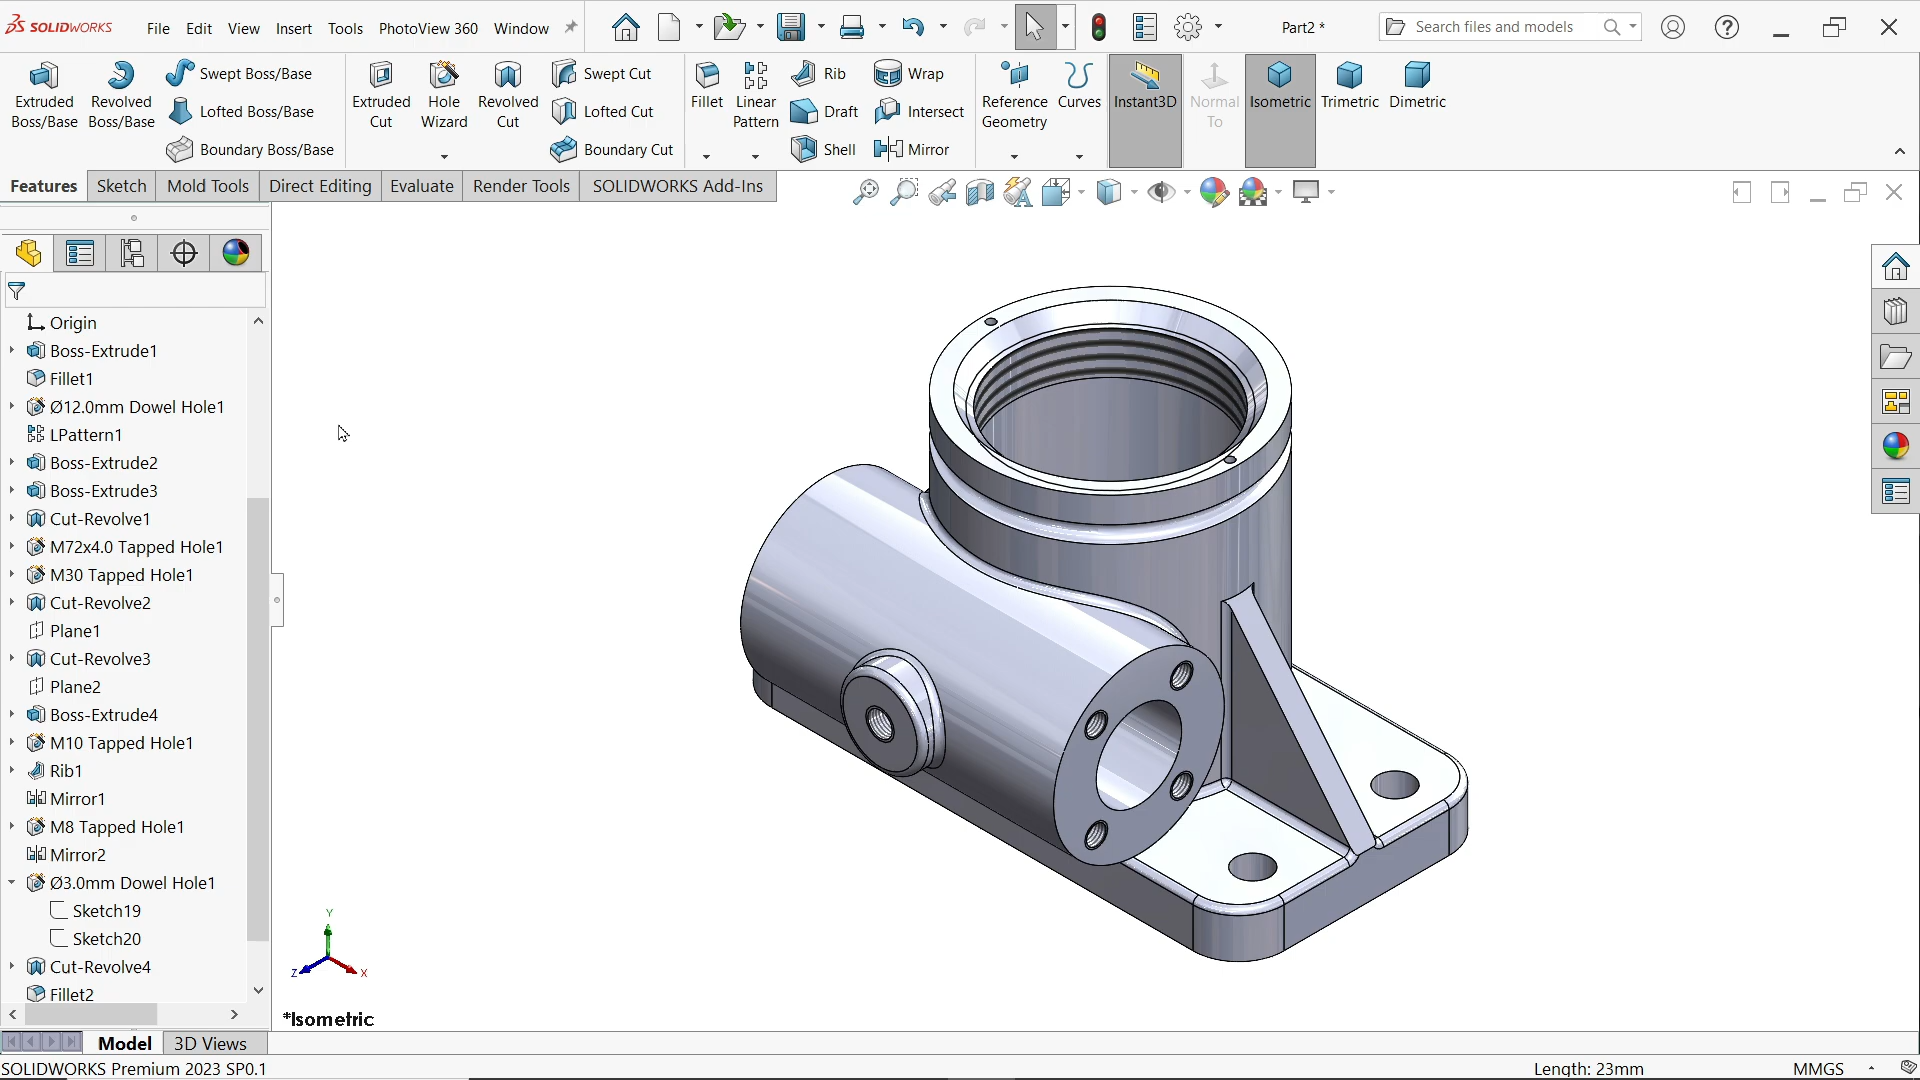 SOLIDWORKS File Edit View Insert Tools PhotoView 360 Window Part2 * Search files and models
Extruded Boss/Base
Revolved Boss/Base
Swept Boss/Base
Lofted Boss/Base
Boundary Boss/Base
Extruded Cut
Hole Wizard
Revolved Cut
Swept Cut
Lofted Cut
Boundary Cut
Fillet
Linear Pattern
Rib
Draft
Shell
Wrap
Intersect
Mirror
Reference Geometry
Curves
Instant3D
Normal To
Isometric
Trimetric
Dimetric
Features Sketch Mold Tools Direct Editing Evaluate Render Tools SOLIDWORKS Add-Ins
Origin
Boss-Extrude1
Fillet1
Ø12.0mm Dowel Hole1
LPattern1
Boss-Extrude2
Boss-Extrude3
Cut-Revolve1
M72x4.0 Tapped Hole1
M30 Tapped Hole1
Cut-Revolve2
Plane1
Cut-Revolve3
Plane2
Boss-Extrude4
M10 Tapped Hole1
Rib1
Mirror1
M8 Tapped Hole1
Mirror2
Ø3.0mm Dowel Hole1
Sketch19
Sketch20
Cut-Revolve4
Fillet2
Y
Z X
*Isometric
Model 3D Views
SOLIDWORKS Premium 2023 SP0.1 Length: 23mm MMGS